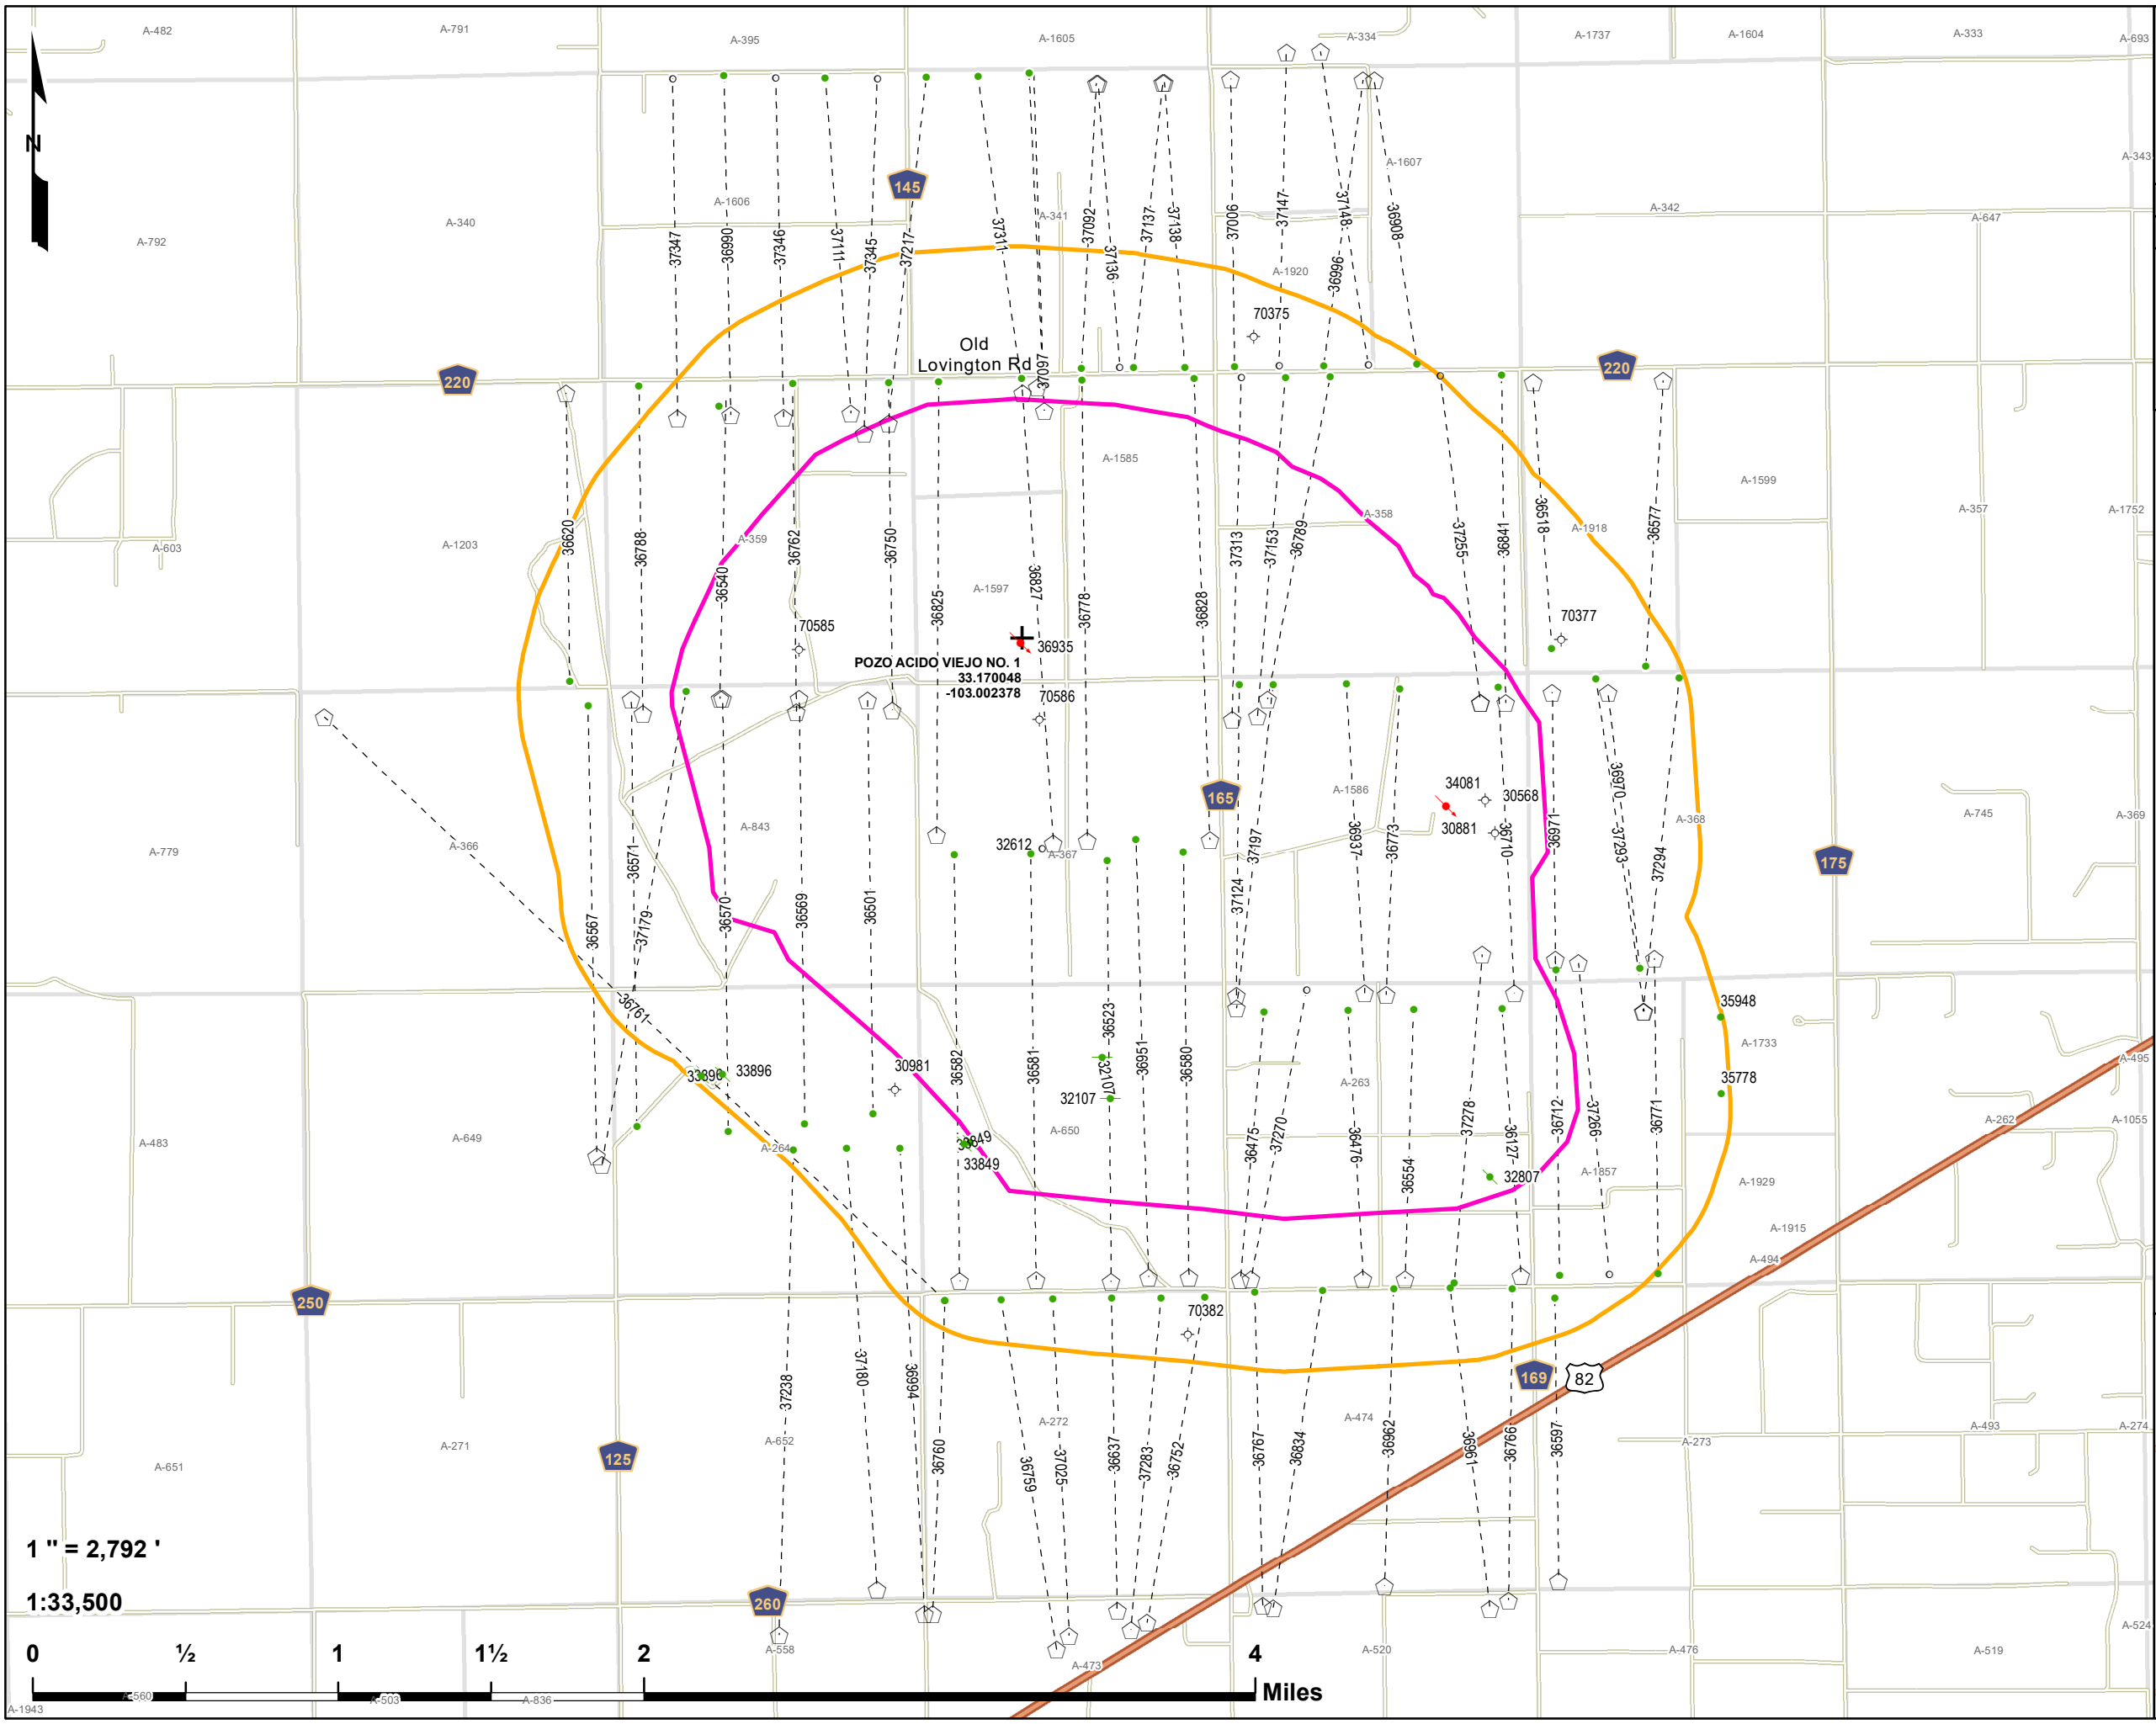 A-482
A-791
A-395
A-1605
A-334
A-1737
A-1604
A-333
A-693
N
145
A-1607
A-343
A-792
A-340
A-1606
A-341
A-342
A-647
37347
36990
37346
37111
37345
37217
37311
37092
37136
37137
37138
37006
37147
37148
36996
36908
A-1920
70375
Old
Lovington Rd
37097
220
220
A-603
A-1203
A-359
A-1585
A-358
A-1599
A-1918
A-357
A-1752
36620
36788
36540
36762
36750
36825
36827
36778
36828
37313
37153
36789
37255
36841
36518
36577
A-1597
70585
36935
70377
POZO ACIDO VIEJO NO. 1
33.170048
-103.002378
70586
165
34081
30568
30881
A-1586
A-368
A-745
A-369
175
A-779
A-366
A-843
32612
A-367
36567
36571
37179
36570
36569
36501
37197
37124
36937
36773
36710
36971
36970
37293
37294
36761
35948
A-1733
A-495
35778
33896
33896
30981
36582
36581
36523
32107
36951
36580
32107
A-263
A-262
A-1055
A-483
A-649
A-264
33849
33849
A-650
36475
37270
36476
36554
37278
36127
36712
37266
36771
32807
A-1857
A-1929
A-1915
A-494
250
70382
169
82
37238
37180
36994
36760
36759
37025
36637
37283
36752
36767
36834
36962
36961
36766
36597
A-272
A-474
A-273
A-493
A-274
A-271
A-652
A-651
125
1 " = 2,792 '
1:33,500
260
0
½
1
1½
2
4
Miles
A-558
A-473
A-520
A-476
A-519
A-524
A-560
A-503
A-836
A-1943